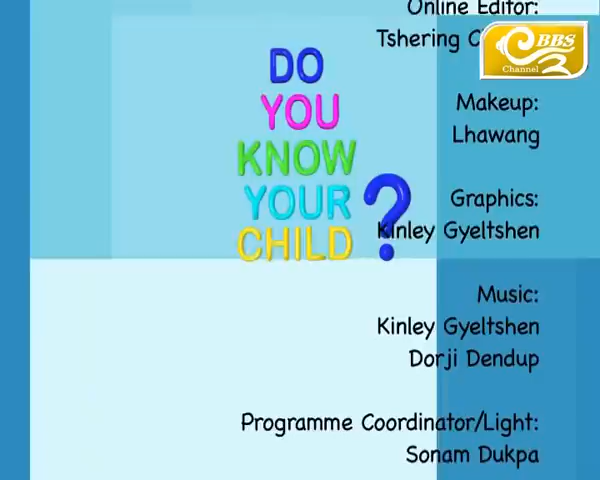 Online Editor:
Tshering
BBS
Channel 2
DO
YOU
KNOW
YOUR
CHILD
?
Makeup:
Lhawang
Graphics:
Kinley Gyeltshen
Music:
Kinley Gyeltshen
Dorji Dendup
Programme Coordinator/Light:
Sonam Dukpa